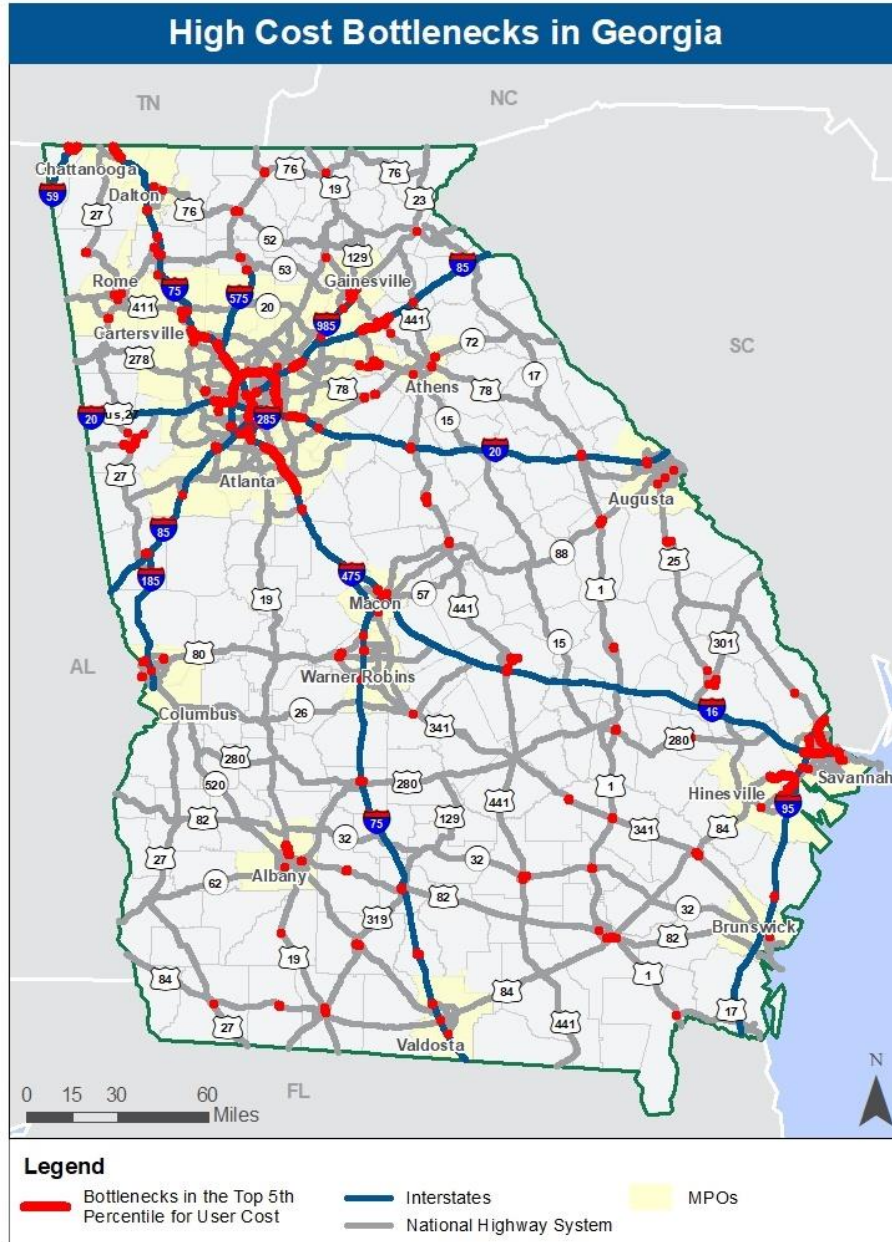 High Cost Bottlenecks in Georgia
TN
NC
Chattanooga
59
Dalton
76
19
76
23
27
76
52
129
85
53
Rome
75
575
Gainesville
411
20
985
441
Cartersville
72
SC
278
17
78
Athens
78
20
us,27
285
15
20
27
Atlanta
Augusta
85
88
25
185
475
19
Macon
57
441
1
15
301
AL
80
Warner Robins
Columbus
26
16
341
280
280
520
280
Savannah
Hinesville
441
1
95
82
75
129
341
84
32
27
32
Albany
62
82
32
319
Brunswick
82
19
84
84
1
17
27
Valdosta
441
N
0 15 30 60
Miles
FL
Legend
Bottlenecks in the Top 5th
Percentile for User Cost
Interstates
National Highway System
MPOs